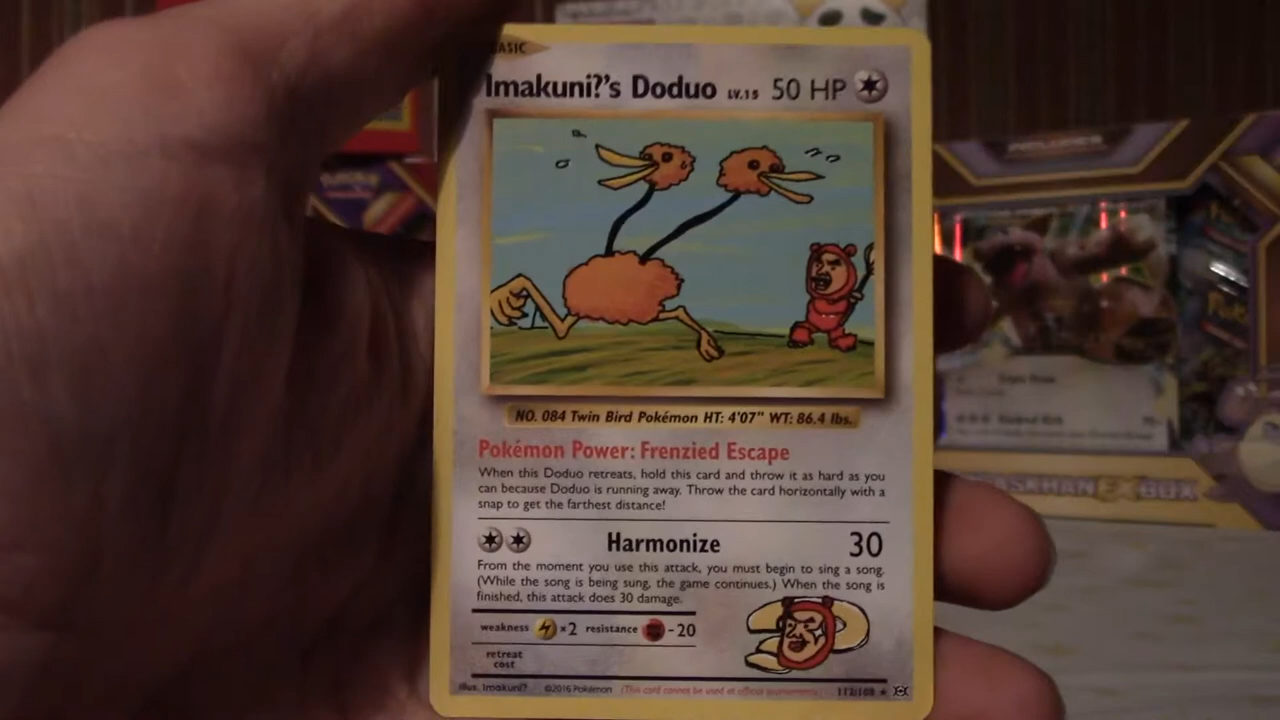 BASIC
Imakuni?'s Doduo LV.15 50 HP
NO. 084 Twin Bird Pokémon HT: 4'07" WT: 86.4 lbs.
Pokémon Power: Frenzied Escape
When this Doduo retreats, hold this card and throw it as hard as you
can because Doduo is running away. Throw the card horizontally with a
snap to get the farthest distance!
Harmonize 30
From the moment you use this attack, you must begin to sing a song.
(While the song is being sung, the game continues.) When the song is
finished, this attack does 30 damage.
weakness ×2 resistance -20
retreat
cost
Illus. Imakuni? ©2016 Pokémon (This card cannot be used at official tournaments.) 112/108
EX BOX